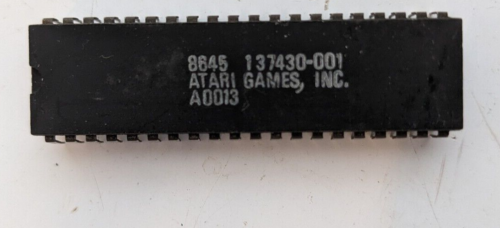 8645 137430-001
ATARI GAMES, INC.
A0013